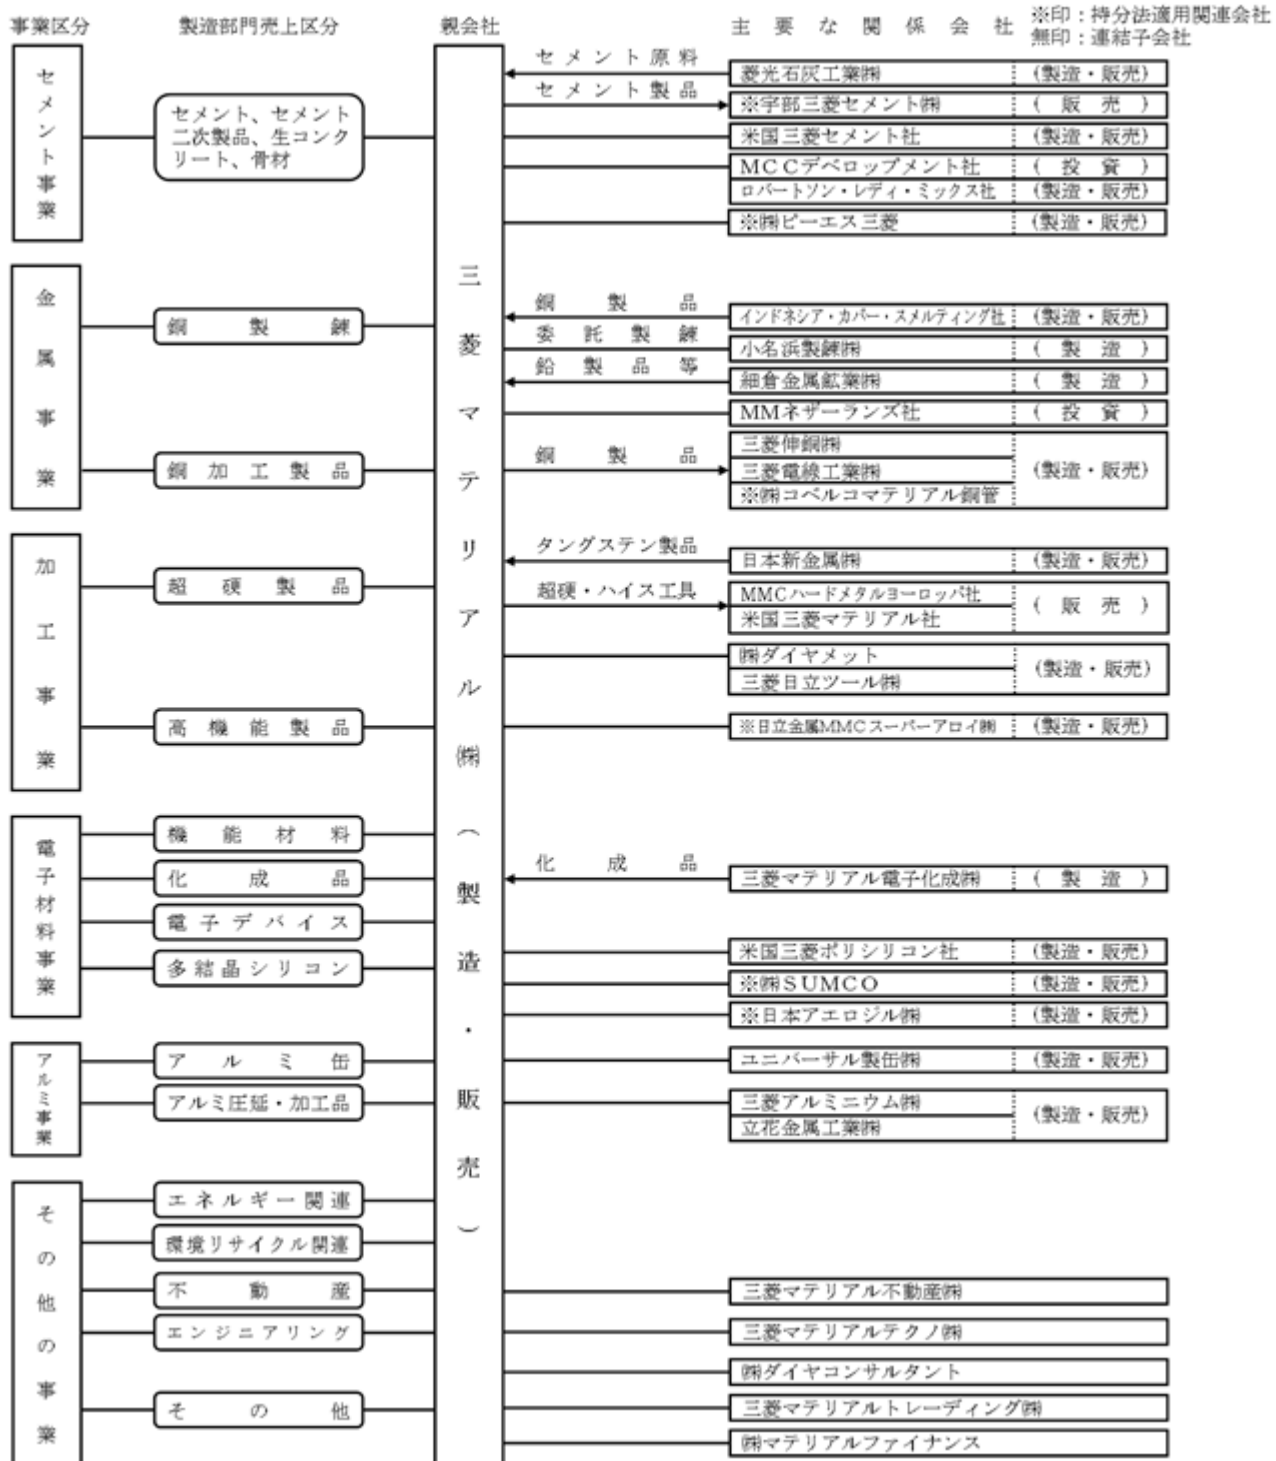 事業区分　製造部門売上区分　親会社　主要な関係会社　※印：持分法適用関連会社
無印：連結子会社
セメント事業
セメント、セメント
二次製品、生コンク
リート、骨材
三菱マテリアル㈱（製造・販売）
セメント原料
菱光石灰工業㈱　(製造・販売)
セメント製品
※宇部三菱セメント㈱　(販売)
米国三菱セメント社　(製造・販売)
MCCデベロップメント社　(投資)
ロバートソン・レディ・ミックス社　(製造・販売)
※㈱ピーエス三菱　(製造・販売)
金属事業
銅製錬
銅製品
インドネシア・カパー・スメルティング社　(製造・販売)
委託製錬
小名浜製錬㈱　(製造)
鉛製品等
細倉金属鉱業㈱　(製造)
MMネザーランズ社　(投資)
銅加工製品
銅製品
三菱伸銅㈱
三菱電線工業㈱　(製造・販売)
※㈱コベルコマテリアル銅管
加工事業
超硬製品
タングステン製品
日本新金属㈱　(製造・販売)
超硬・ハイス工具
MMCハードメタルヨーロッパ社
米国三菱マテリアル社　(販売)
㈱ダイヤメット
三菱日立ツール㈱　(製造・販売)
高機能製品
※日立金属MMCスーパーアロイ㈱　(製造・販売)
電子材料事業
機能材料
化成品
電子デバイス
多結晶シリコン
化成品
三菱マテリアル電子化成㈱　(製造)
米国三菱ポリシリコン社　(製造・販売)
※㈱SUMCO　(製造・販売)
※日本アエロジル㈱　(製造・販売)
アルミ事業
アルミ缶
ユニバーサル製缶㈱　(製造・販売)
アルミ圧延・加工品
三菱アルミニウム㈱
立花金属工業㈱　(製造・販売)
その他の事業
エネルギー関連
環境リサイクル関連
不動産
エンジニアリング
その他
三菱マテリアル不動産㈱
三菱マテリアルテクノ㈱
㈱ダイヤコンサルタント
三菱マテリアルトレーディング㈱
㈱マテリアルファイナンス